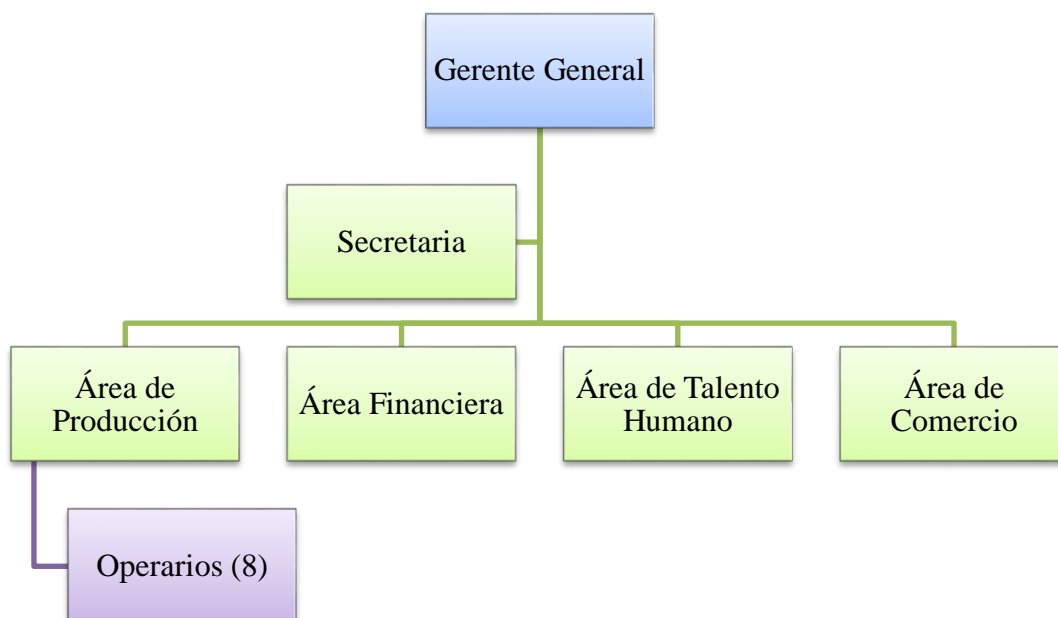 Gerente General
Secretaria
Área de
Producción
Área Financiera
Área de Talento
Humano
Área de
Comercio
Operarios (8)